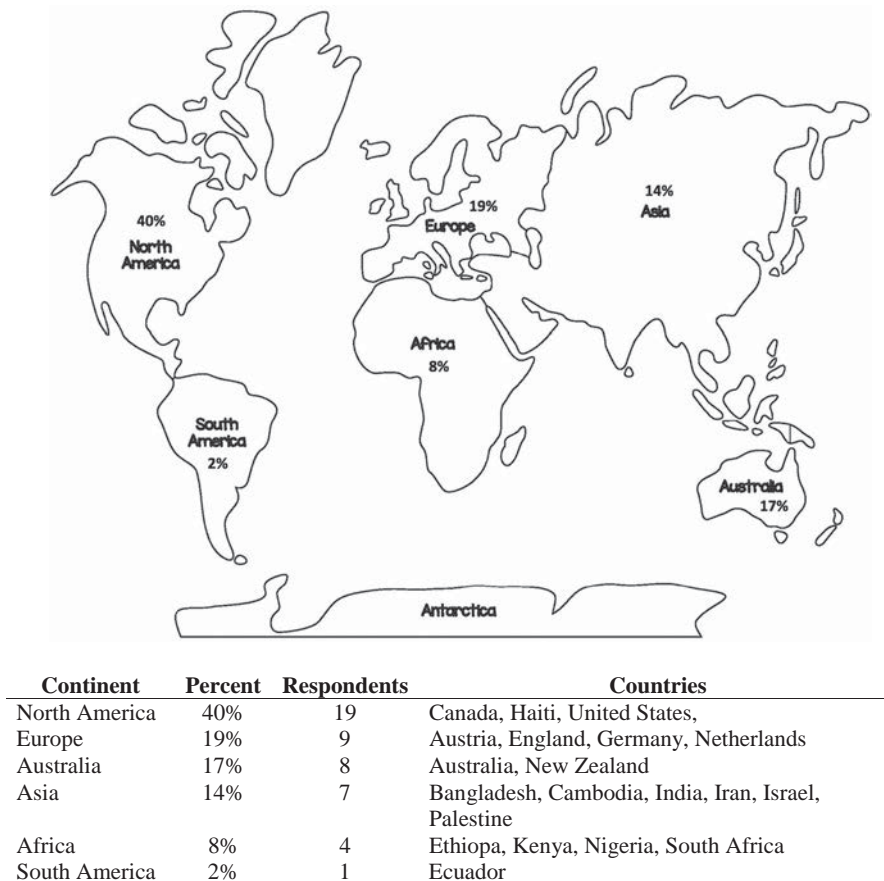 40%
North
America
19%
Europe
14%
Asia
Africa
8%
South
America
2%
Australia
17%
Antarctica
Continent Percent Respondents Countries
North America 40% 19 Canada, Haiti, United States,
Europe 19% 9 Austria, England, Germany, Netherlands
Australia 17% 8 Australia, New Zealand
Asia 14% 7 Bangladesh, Cambodia, India, Iran, Israel,
Palestine
Africa 8% 4 Ethiopa, Kenya, Nigeria, South Africa
South America 2% 1 Ecuador